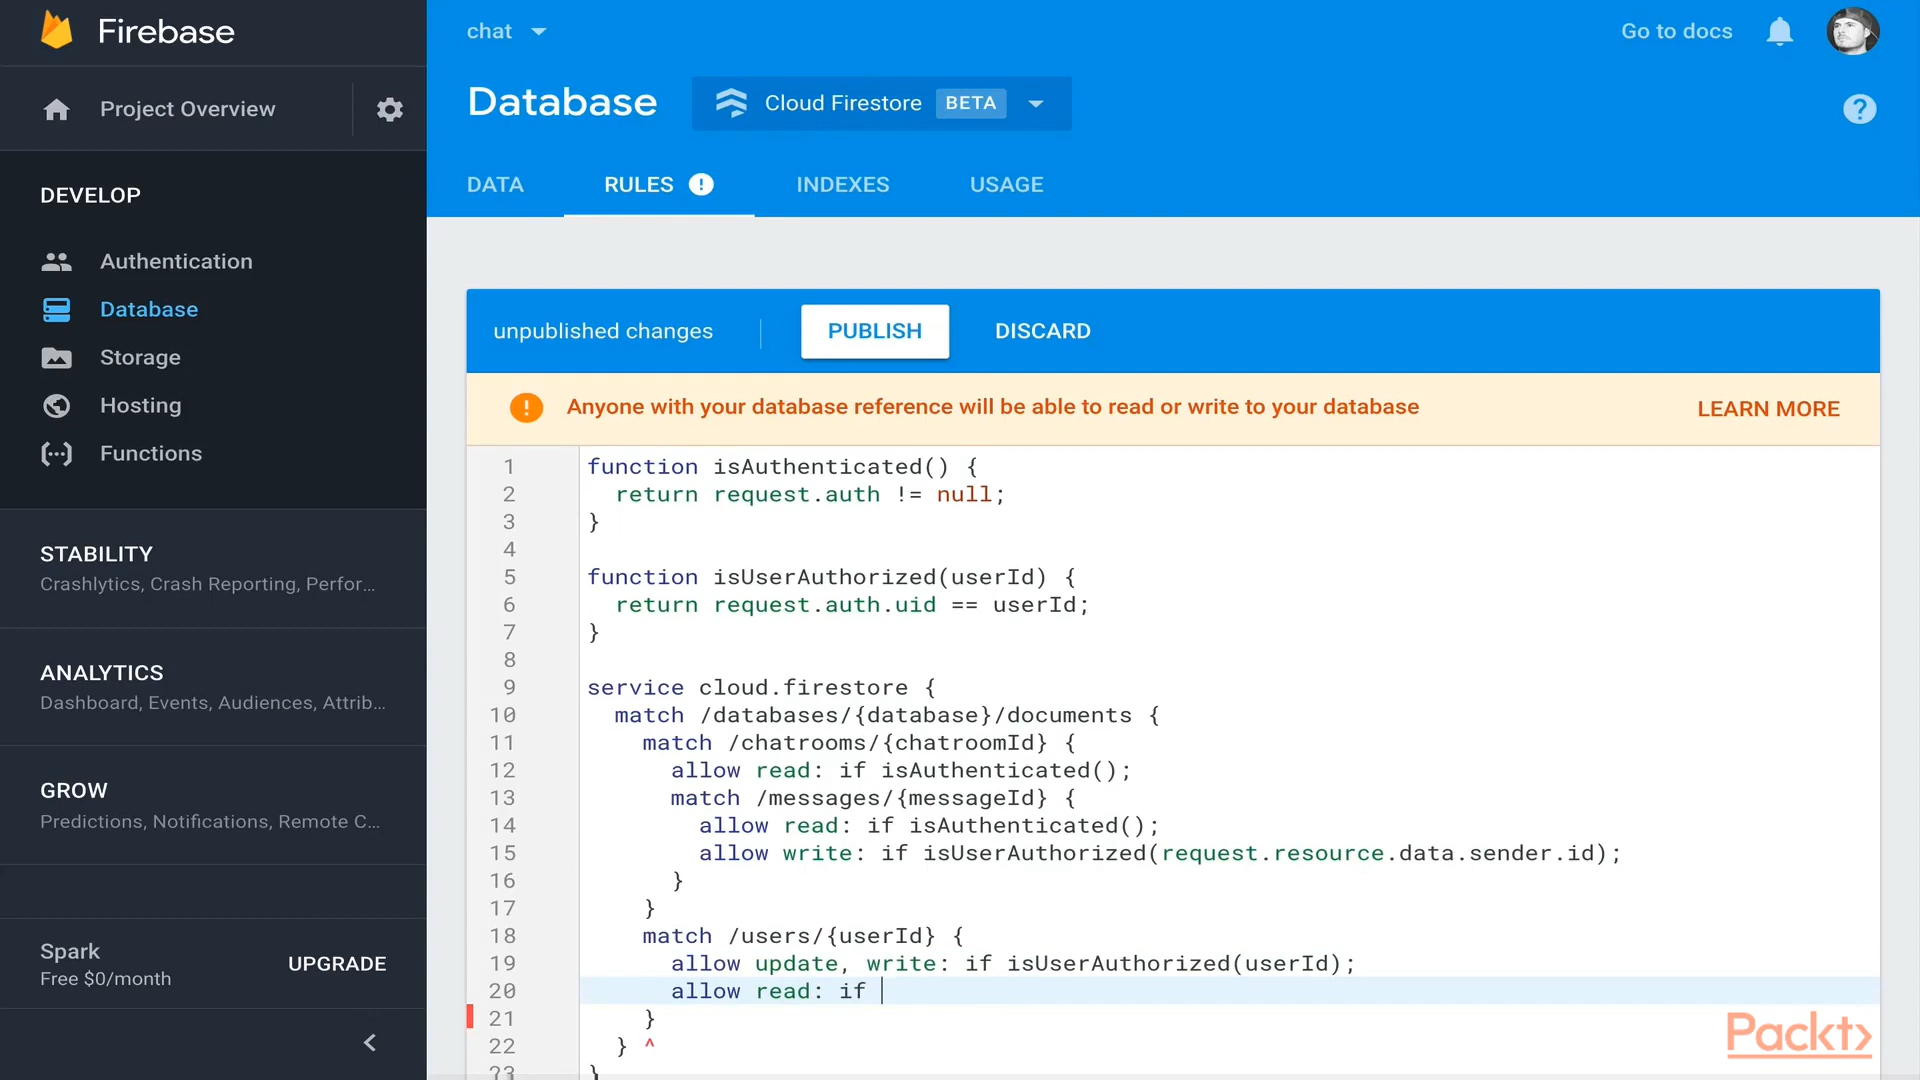 Firebase
Project Overview
DEVELOP
Authentication
Database
Storage
Hosting
Functions
STABILITY
Crashlytics, Crash Reporting, Perfor...
ANALYTICS
Dashboard, Events, Audiences, Attrib...
GROW
Predictions, Notifications, Remote C...
Spark
Free $0/month
UPGRADE
chat
Go to docs
Database
Cloud Firestore BETA
DATA RULES ! INDEXES USAGE
unpublished changes PUBLISH DISCARD
! Anyone with your database reference will be able to read or write to your database LEARN MORE
1 function isAuthenticated() {
2   return request.auth != null;
3 }
4
5 function isUserAuthorized(userId) {
6   return request.auth.uid == userId;
7 }
8
9 service cloud.firestore {
10   match /databases/{database}/documents {
11     match /chatrooms/{chatroomId} {
12       allow read: if isAuthenticated();
13       match /messages/{messageId} {
14         allow read: if isAuthenticated();
15         allow write: if isUserAuthorized(request.resource.data.sender.id);
16       }
17     }
18     match /users/{userId} {
19       allow update, write: if isUserAuthorized(userId);
20       allow read: if
21     }
22   } ^
23 }
Packt>